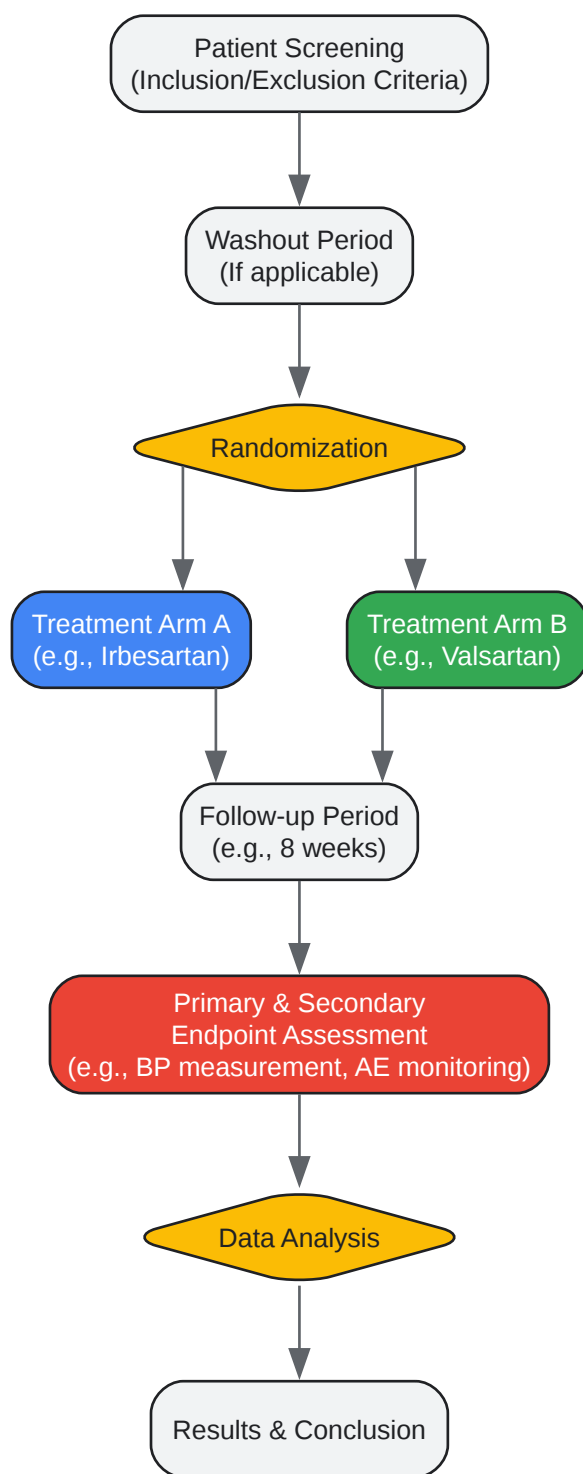 Patient Screening
(Inclusion/Exclusion Criteria)
Washout Period
(If applicable)
Randomization
Treatment Arm A
(e.g., Irbesartan)
Treatment Arm B
(e.g., Valsartan)
Follow-up Period
(e.g., 8 weeks)
Primary & Secondary
Endpoint Assessment
(e.g., BP measurement, AE monitoring)
Data Analysis
Results & Conclusion